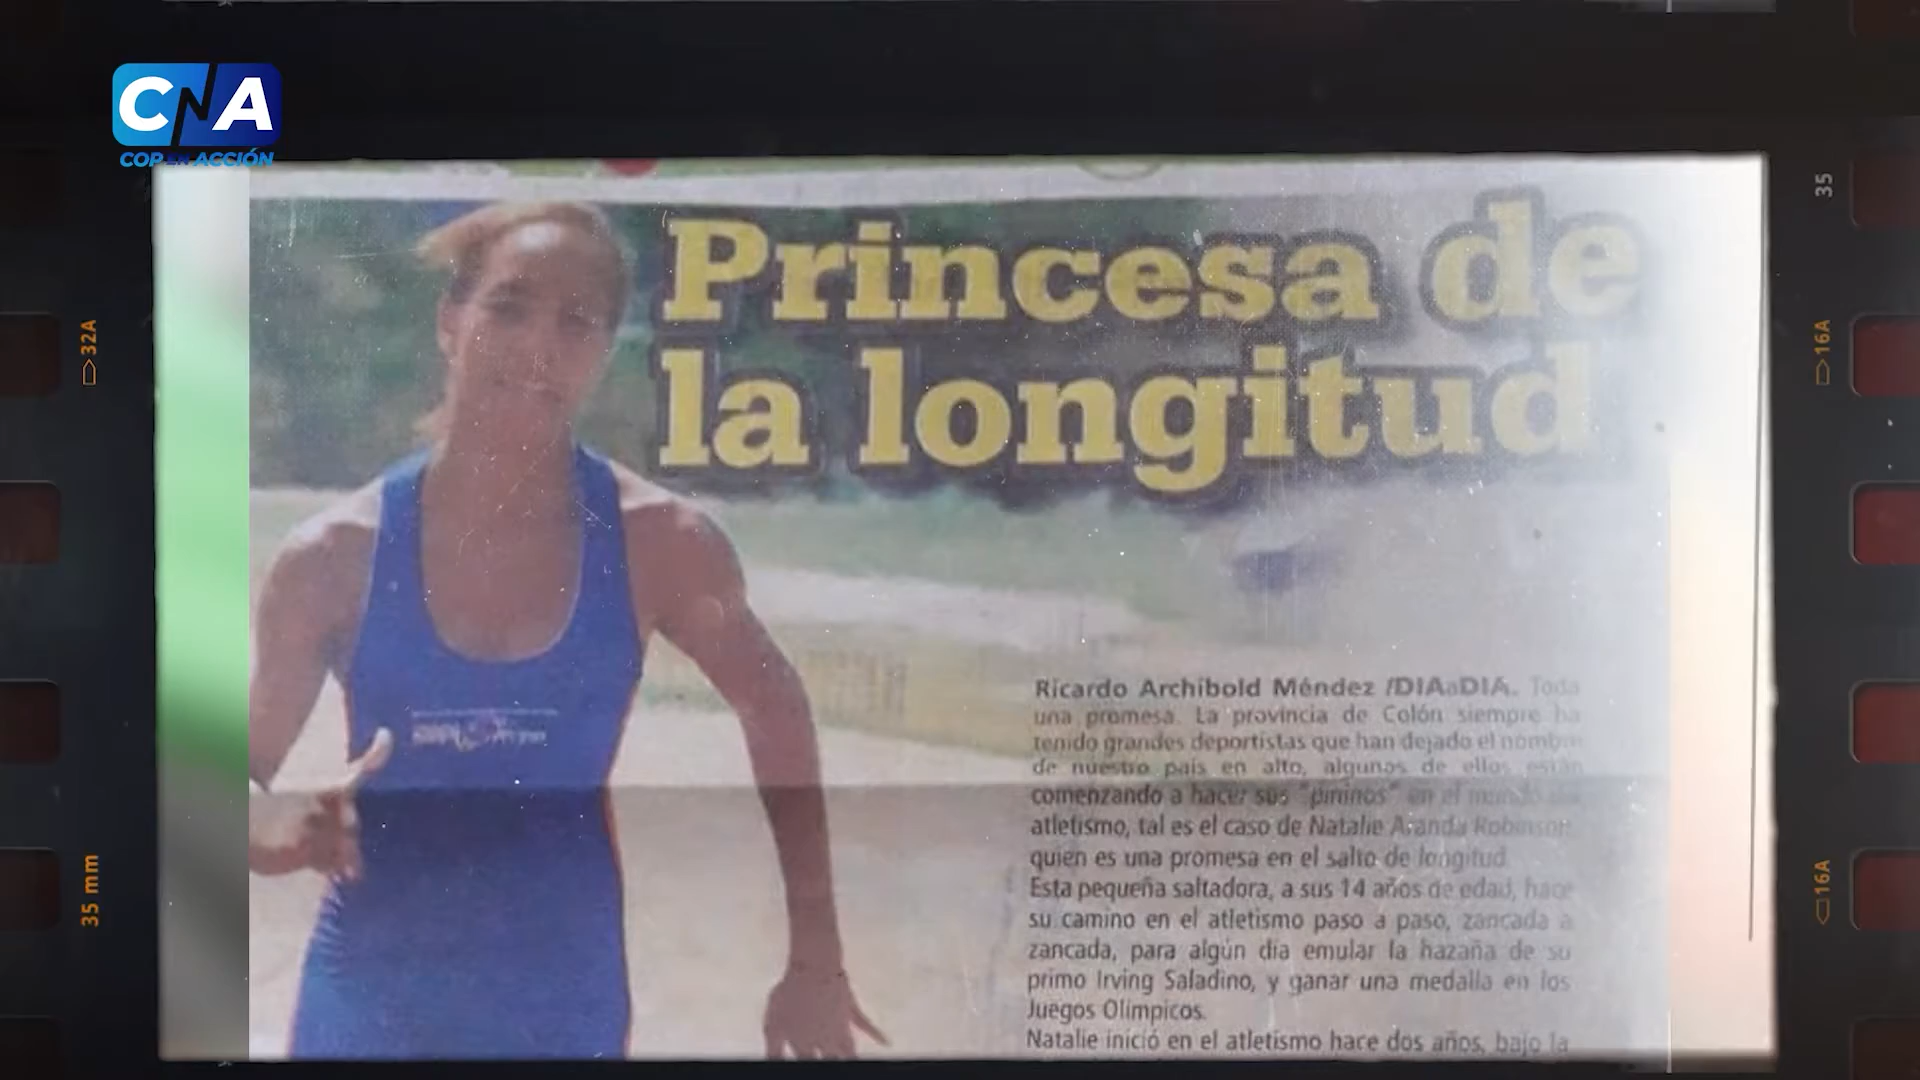 CNA
COP EN ACCIÓN
35
32A
16A
35 mm
16A
Princesa de
la longitud
Ricardo Archibold Méndez /DIAaDIA. Toda
una promesa. La provincia de Colón siempre ha
tenido grandes deportistas que han dejado el nombre
de nuestro país en alto, algunas de ellos están
comenzando a hacer sus "pininos" en el mundo del
atletismo, tal es el caso de Natalie Aranda Robinson
quien es una promesa en el salto de longitud.
Esta pequeña saltadora, a sus 14 años de edad, hace
su camino en el atletismo paso a paso, zancada a
zancada, para algún día emular la hazaña de su
primo Irving Saladino, y ganar una medalla en los
Juegos Olímpicos.
Natalie inició en el atletismo hace dos años, bajo la